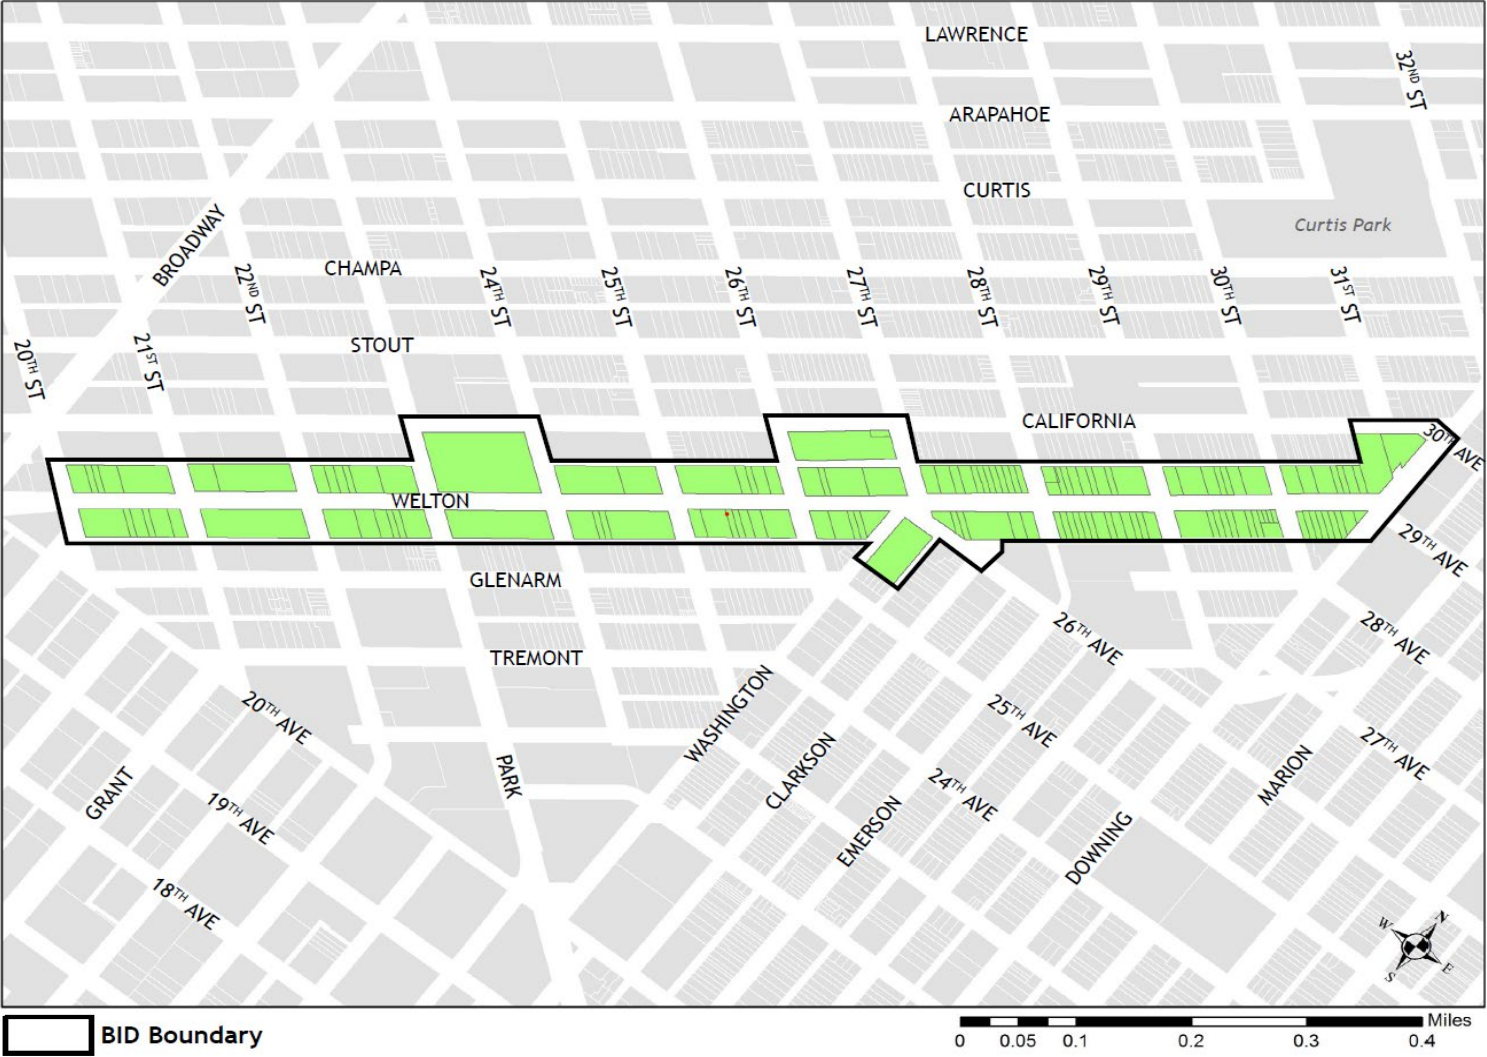 LAWRENCE
32ND ST
ARAPAHOE
CURTIS
Curtis Park
BROADWAY
CHAMPA
22ND ST
24TH ST
25TH ST
26TH ST
27TH ST
28TH ST
29TH ST
30TH ST
31ST ST
STOUT
20TH ST
21ST ST
CALIFORNIA
30TH AVE
WELTON
29TH AVE
GLENARM
26TH AVE
28TH AVE
TREMONT
WASHINGTON
20TH AVE
25TH AVE
27TH AVE
PARK
CLARKSON
MARION
GRANT
19TH AVE
24TH AVE
EMERSON
DOWNING
18TH AVE
N
W
E
S
BID Boundary
Miles
0 0.05 0.1 0.2 0.3 0.4